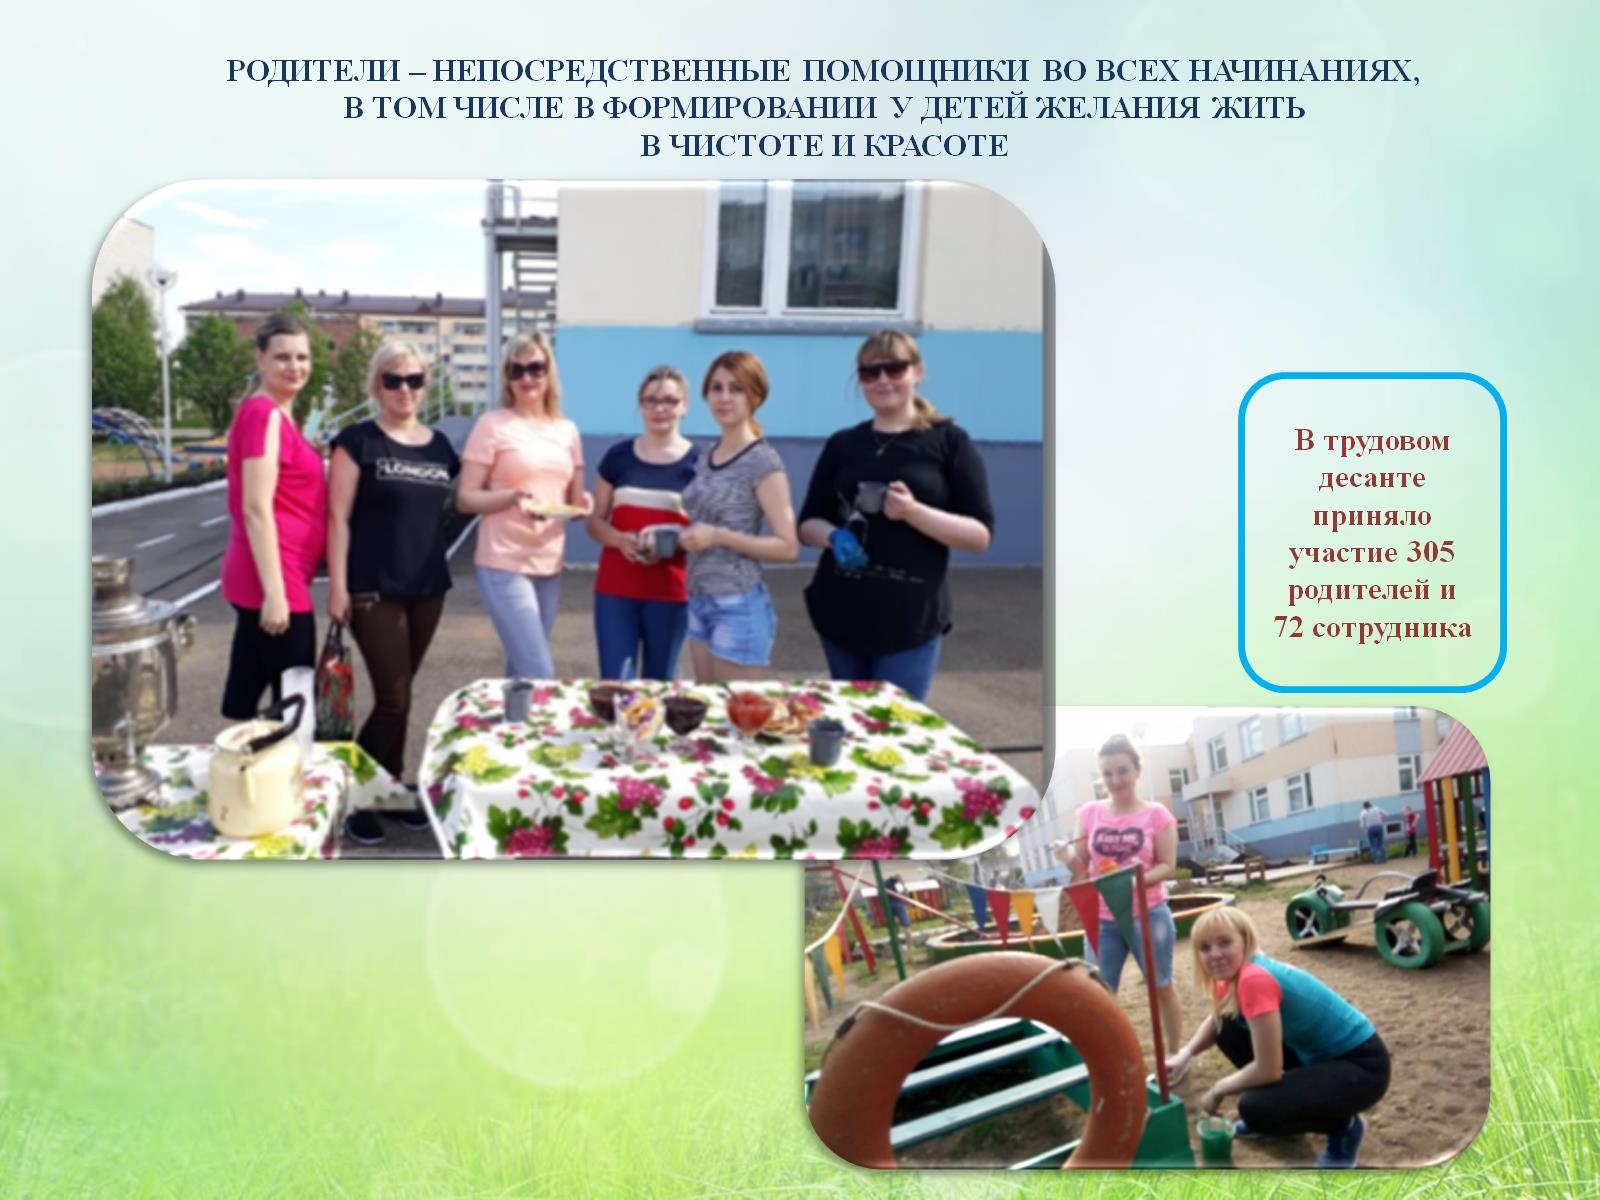 РОДИТЕЛИ – НЕПОСРЕДСТВЕННЫЕ ПОМОЩНИКИ ВО ВСЕХ НАЧИНАНИЯХ,
В ТОМ ЧИСЛЕ В ФОРМИРОВАНИИ У ДЕТЕЙ ЖЕЛАНИЯ ЖИТЬ
В ЧИСТОТЕ И КРАСОТЕ
LONDON
В трудовом
десанте
приняло
участие 305
родителей и
72 сотрудника
2